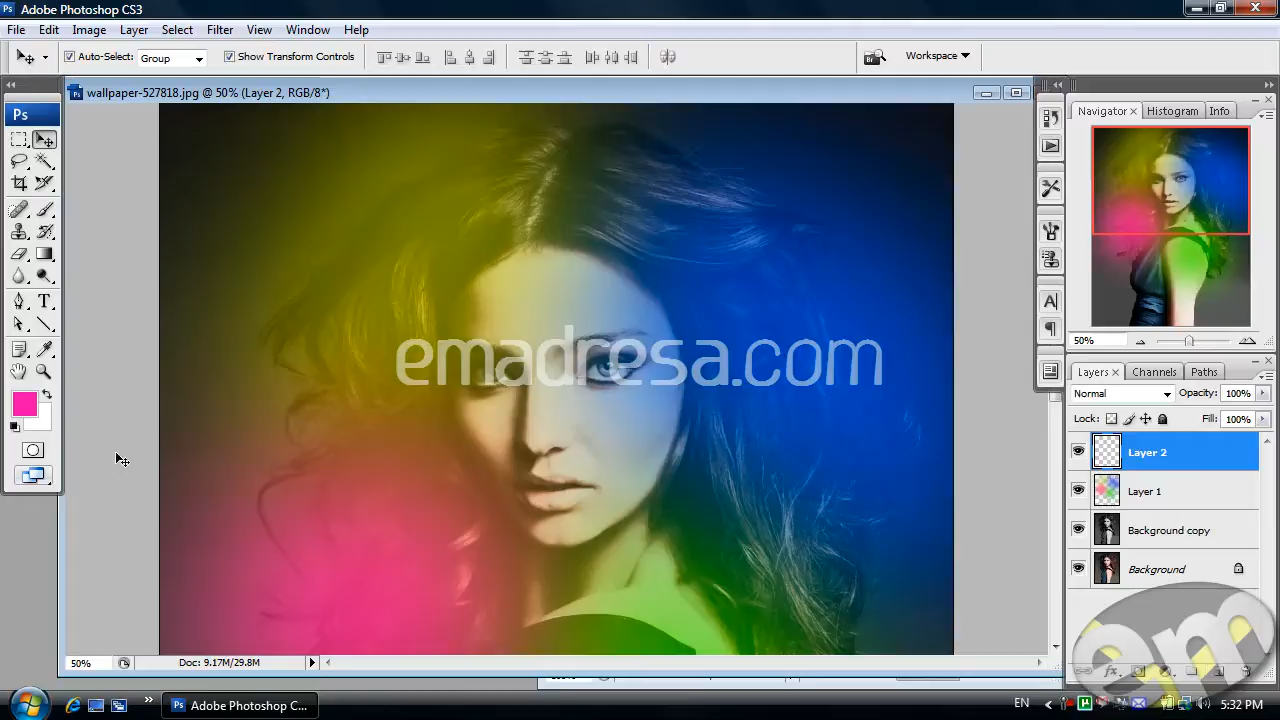 Adobe Photoshop CS3
File Edit Image Layer Select Filter View Window Help
Auto-Select: Group Show Transform Controls Workspace
wallpaper-527818.jpg @ 50% (Layer 2, RGB/8*)
Ps
Navigator × Histogram Info
emadresa.com
50%
Layers × Channels Paths
Normal Opacity: 100%
Lock: Fill: 100%
Layer 2
Layer 1
Background copy
Background
em
50% Doc: 9.17M/29.8M
Adobe Photoshop C... EN 5:32 PM